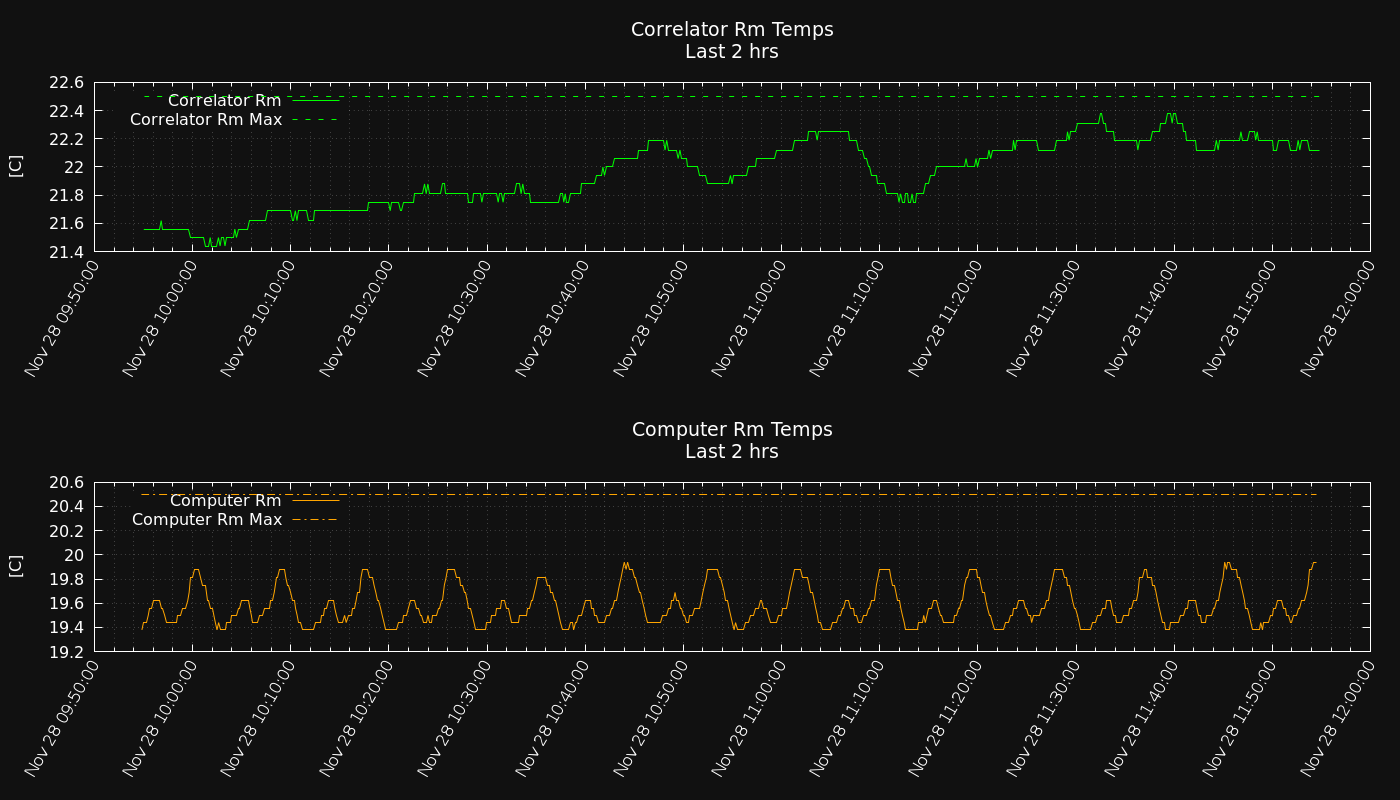 Correlator Rm Temps
Last 2 hrs
22.6
22.4
22.2
22
21.8
21.6
21.4
[C]
Correlator Rm
Correlator Rm Max
Nov 28 09:50:00
Nov 28 10:00:00
Nov 28 10:10:00
Nov 28 10:20:00
Nov 28 10:30:00
Nov 28 10:40:00
Nov 28 10:50:00
Nov 28 11:00:00
Nov 28 11:10:00
Nov 28 11:20:00
Nov 28 11:30:00
Nov 28 11:40:00
Nov 28 11:50:00
Nov 28 12:00:00
Computer Rm Temps
Last 2 hrs
20.6
20.4
20.2
20
19.8
19.6
19.4
19.2
[C]
Computer Rm
Computer Rm Max
Nov 28 09:50:00
Nov 28 10:00:00
Nov 28 10:10:00
Nov 28 10:20:00
Nov 28 10:30:00
Nov 28 10:40:00
Nov 28 10:50:00
Nov 28 11:00:00
Nov 28 11:10:00
Nov 28 11:20:00
Nov 28 11:30:00
Nov 28 11:40:00
Nov 28 11:50:00
Nov 28 12:00:00